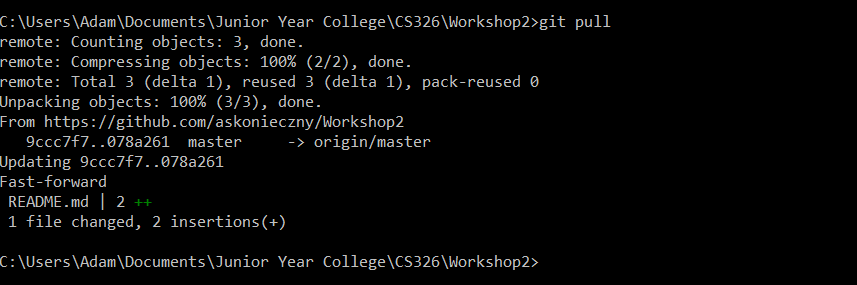 C:\Users\Adam\Documents\Junior Year College\CS326\Workshop2>git pull
remote: Counting objects: 3, done.
remote: Compressing objects: 100% (2/2), done.
remote: Total 3 (delta 1), reused 3 (delta 1), pack-reused 0
Unpacking objects: 100% (3/3), done.
From https://github.com/askonieczny/Workshop2
   9ccc7f7..078a261  master     -> origin/master
Updating 9ccc7f7..078a261
Fast-forward
 README.md | 2 ++
 1 file changed, 2 insertions(+)
C:\Users\Adam\Documents\Junior Year College\CS326\Workshop2>